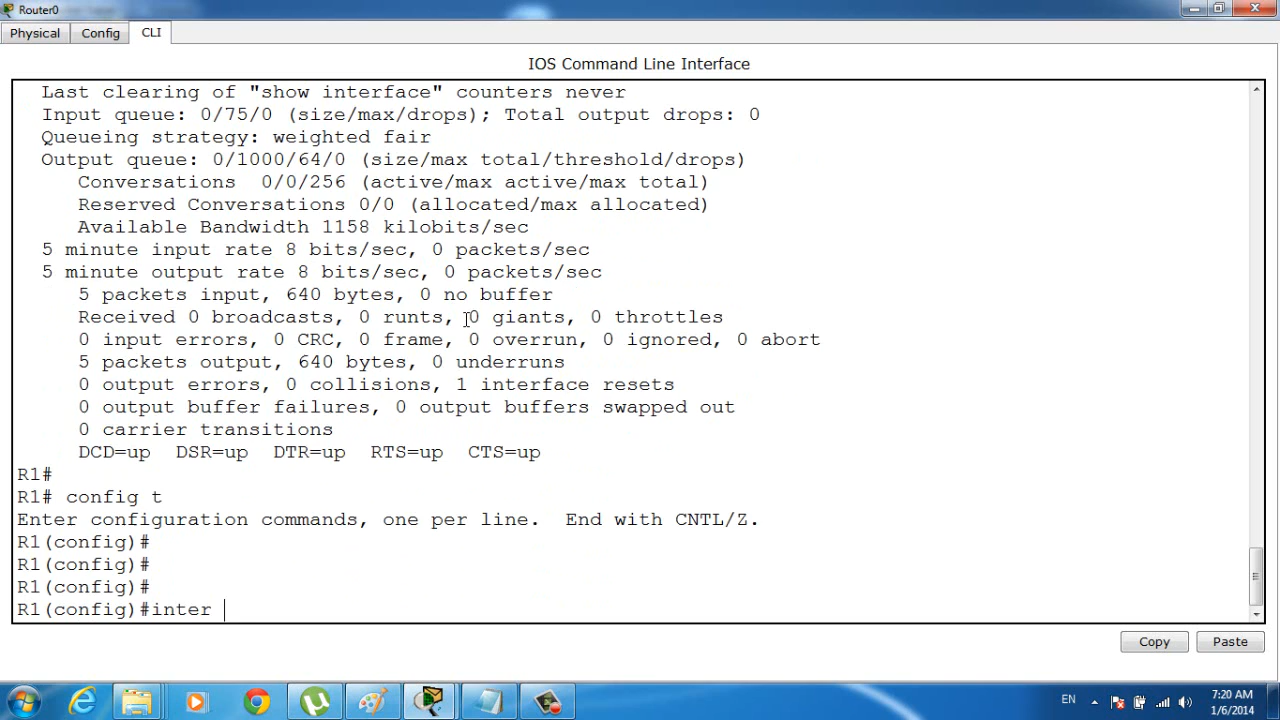 Router0
Physical Config CLI
IOS Command Line Interface
Last clearing of "show interface" counters never
Input queue: 0/75/0 (size/max/drops); Total output drops: 0
Queueing strategy: weighted fair
Output queue: 0/1000/64/0 (size/max total/threshold/drops)
Conversations 0/0/256 (active/max active/max total)
Reserved Conversations 0/0 (allocated/max allocated)
Available Bandwidth 1158 kilobits/sec
5 minute input rate 8 bits/sec, 0 packets/sec
5 minute output rate 8 bits/sec, 0 packets/sec
5 packets input, 640 bytes, 0 no buffer
Received 0 broadcasts, 0 runts, 0 giants, 0 throttles
0 input errors, 0 CRC, 0 frame, 0 overrun, 0 ignored, 0 abort
5 packets output, 640 bytes, 0 underruns
0 output errors, 0 collisions, 1 interface resets
0 output buffer failures, 0 output buffers swapped out
0 carrier transitions
DCD=up DSR=up DTR=up RTS=up CTS=up
R1#
R1# config t
Enter configuration commands, one per line. End with CNTL/Z.
R1(config)#
R1(config)#
R1(config)#
R1(config)#inter
Copy Paste
EN 7:20 AM
1/6/2014